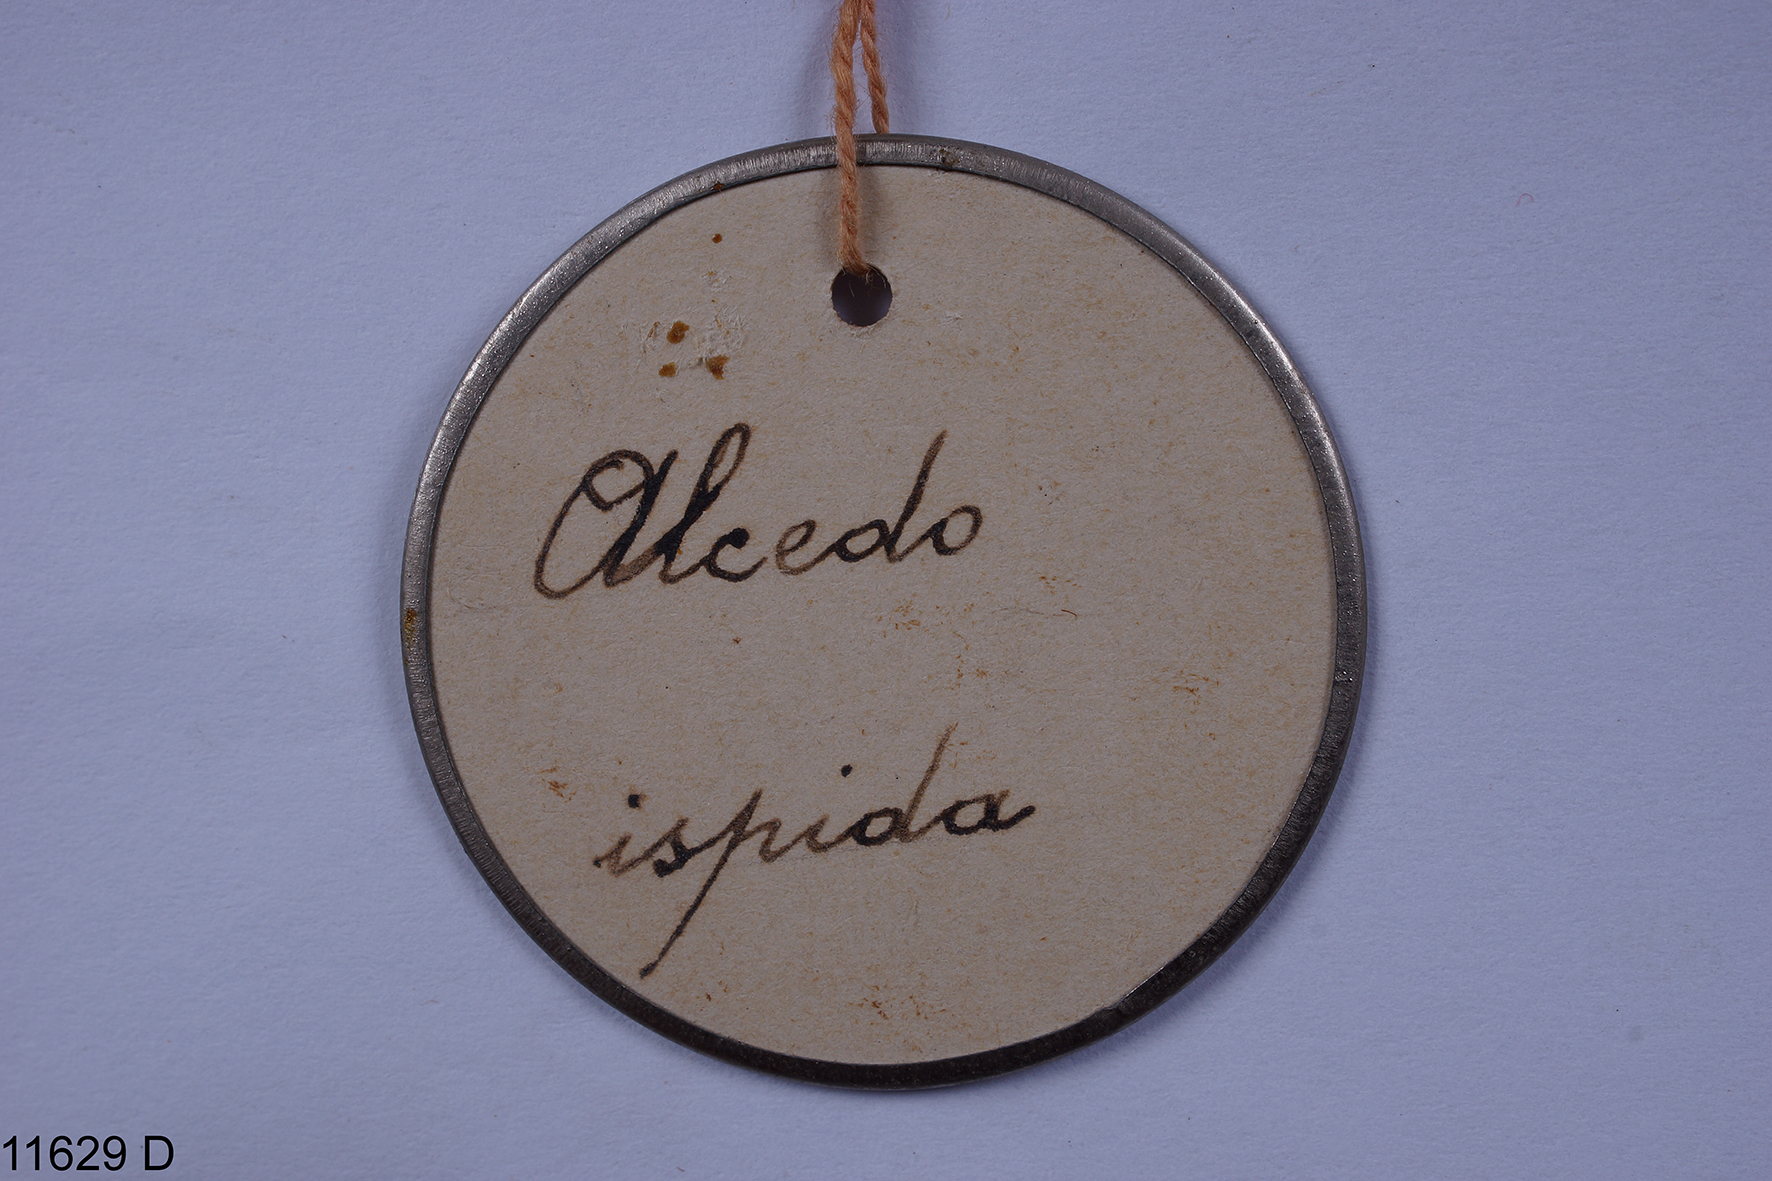 Alcedo
ispida
11629 D